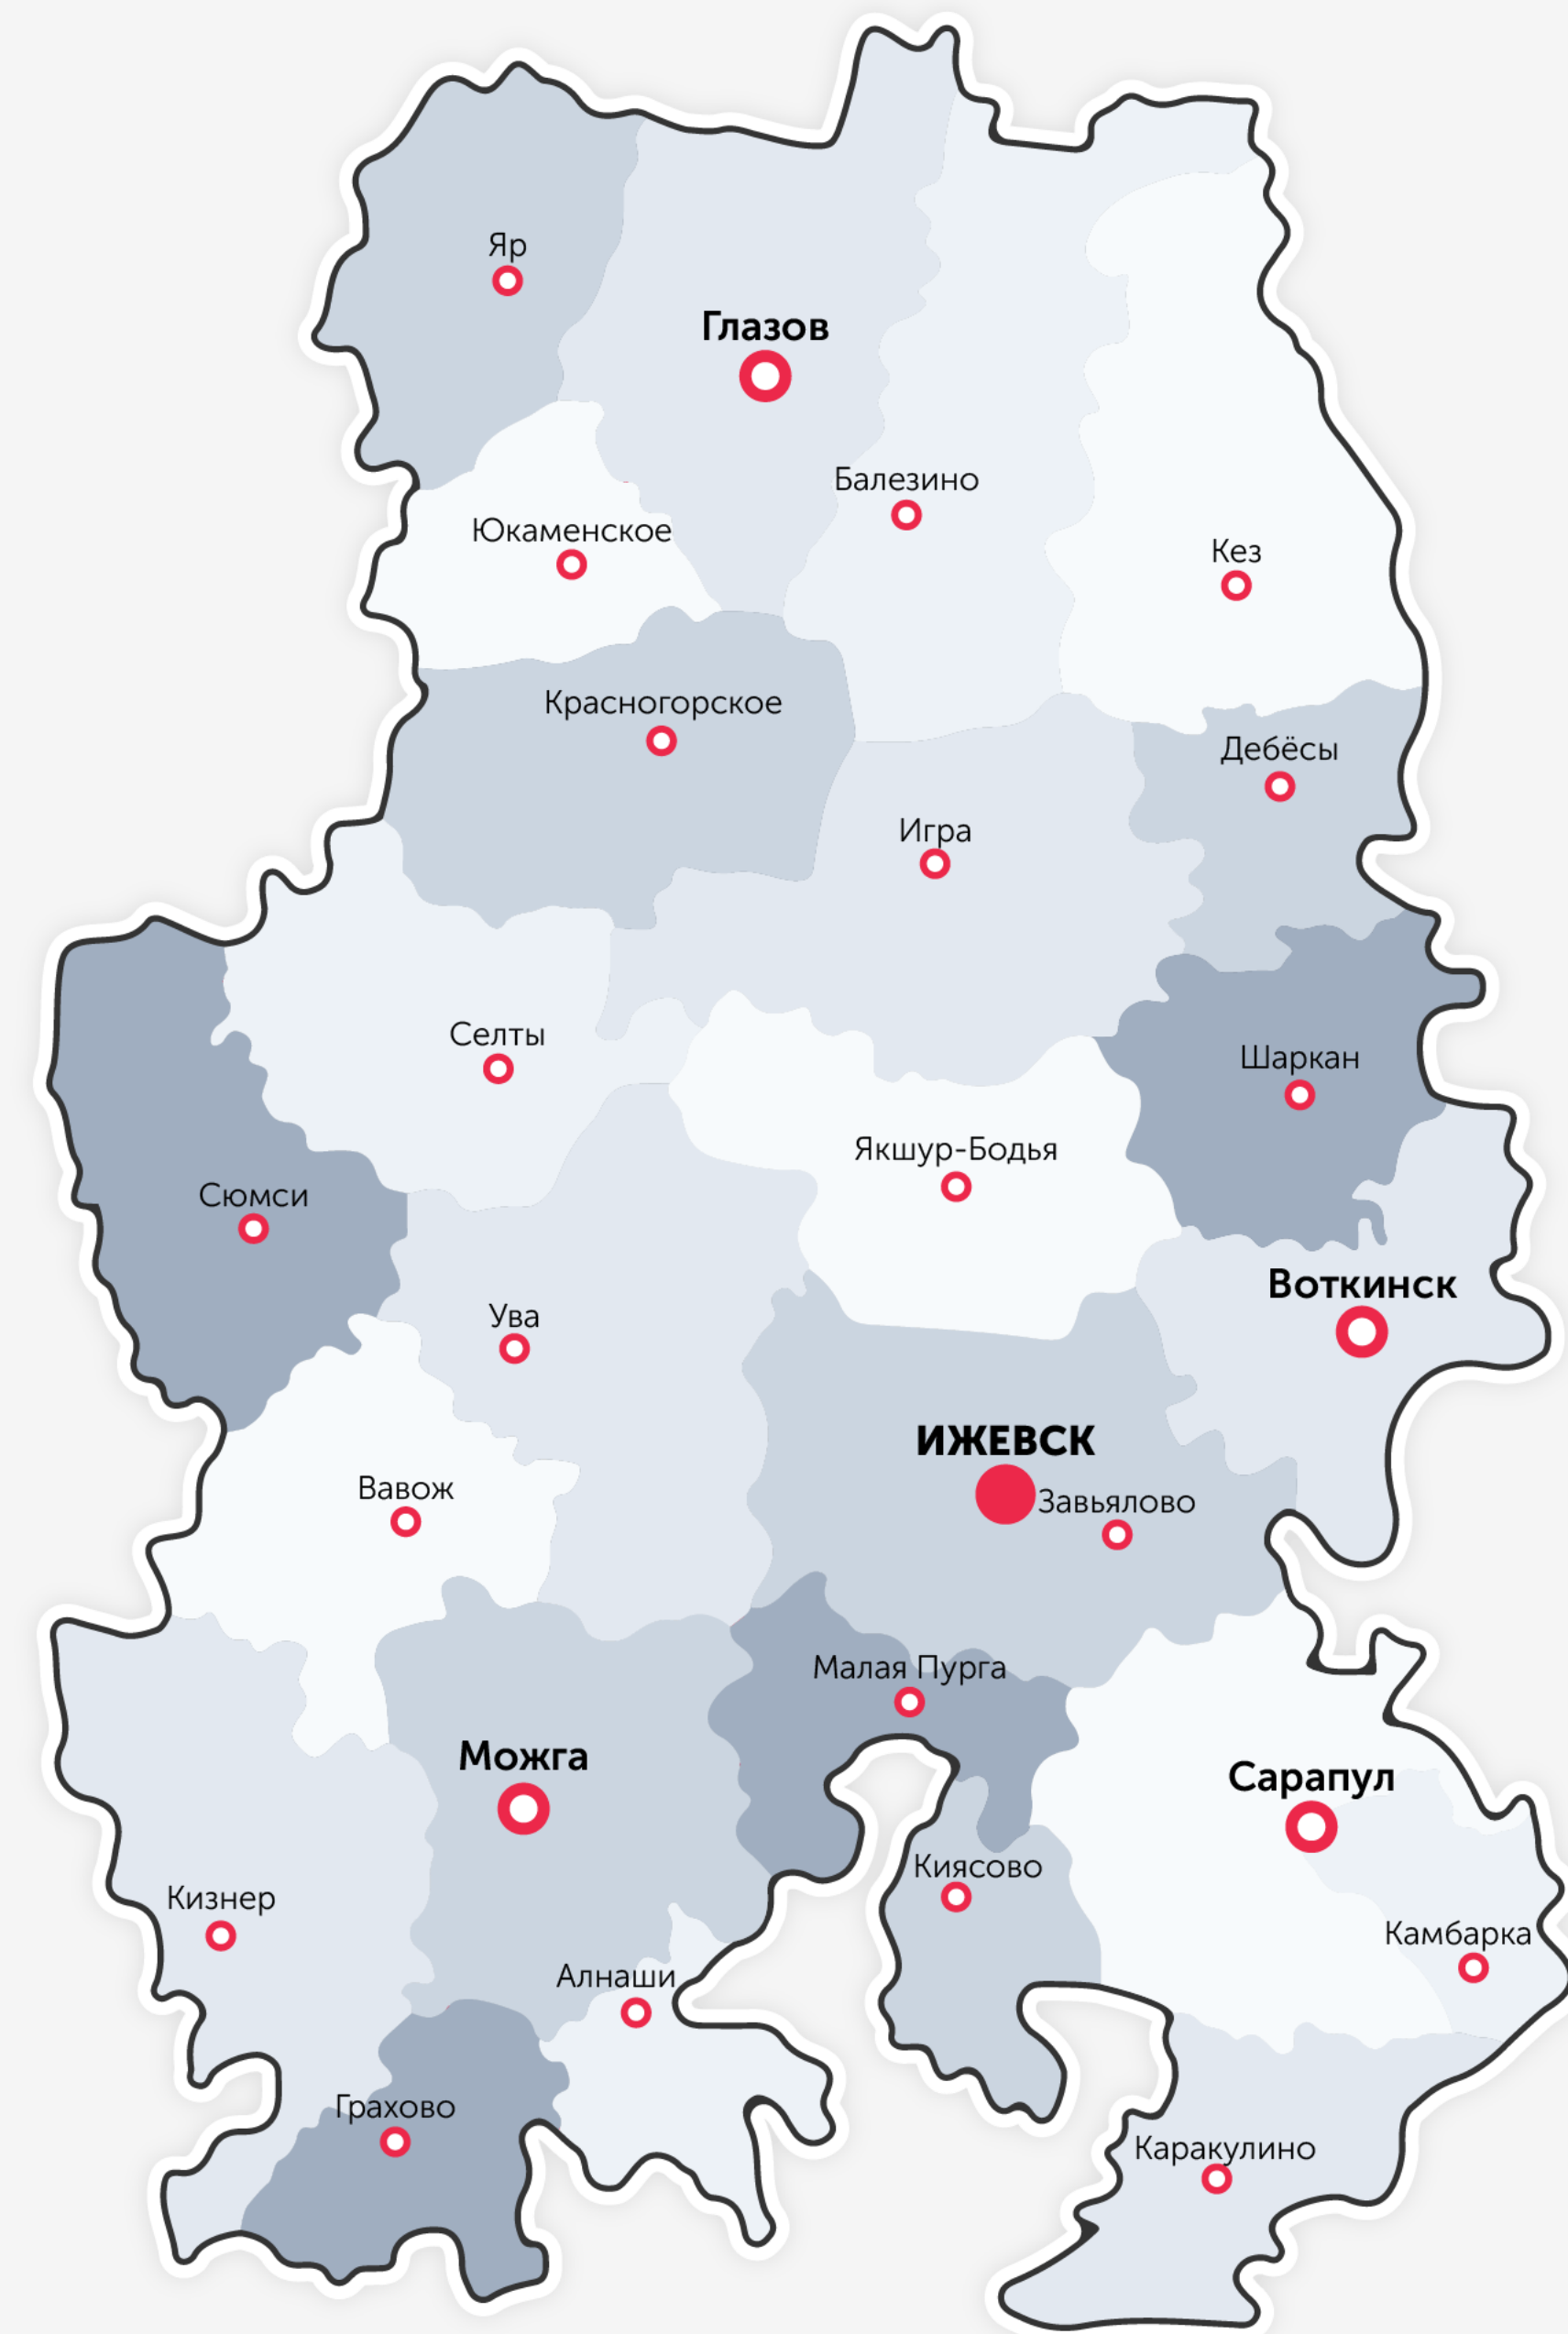 Яр
Глазов
Балезино
Юкаменское
Кез
Красногорское
Дебёсы
Игра
Селты
Шаркан
Якшур-Бодья
Сюмси
Воткинск
Ува
ИЖЕВСК
Вавож
Завьялово
Малая Пурга
Можга
Сарапул
Киясово
Кизнер
Камбарка
Алнаши
Грахово
Каракулино